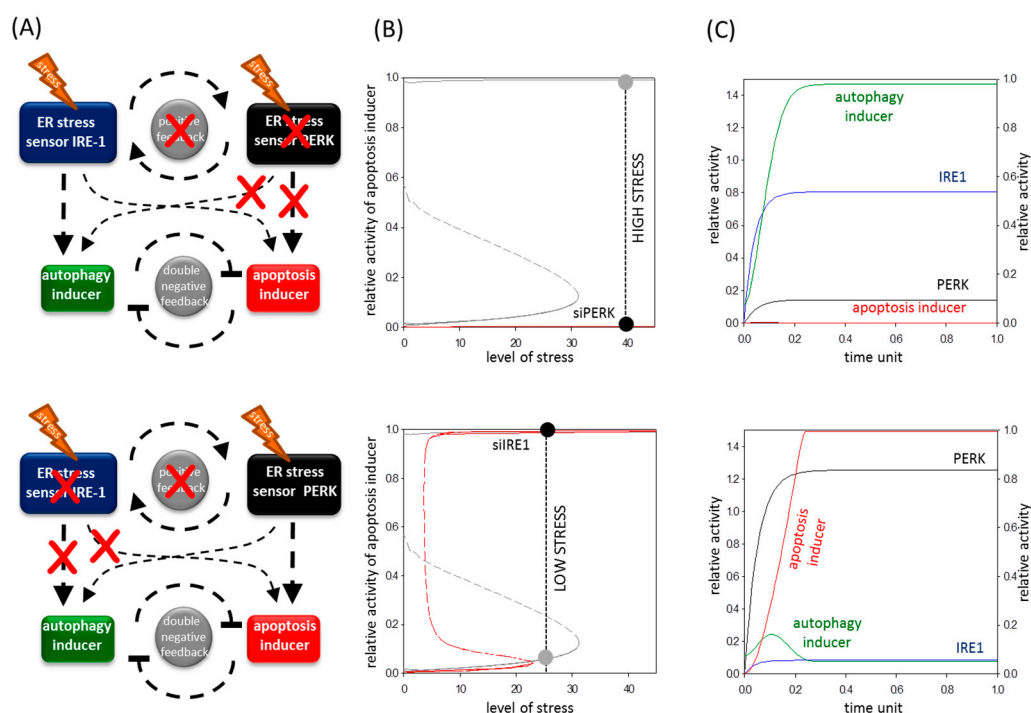 (A)
(B)
(C)
stress
stress
ER stress
sensor IRE-1
positive
feedback
ER stress
sensor PERK
autophagy
inducer
double
negative
feedback
apoptosis
inducer
relative activity of apoptosis inducer
1.0
0.8
0.6
0.4
0.2
0.0
0
10
20
30
40
level of stress
siPERK
HIGH STRESS
relative activity
1.4
1.2
1.0
0.8
0.6
0.4
0.2
0.0
autophagy
inducer
IRE1
PERK
apoptosis inducer
0.0
0.2
0.4
0.6
0.8
1.0
time unit
1.0
0.8
0.6
0.4
0.2
0.0
relative activity
stress
stress
ER stress
sensor IRE-1
positive
feedback
ER stress
sensor PERK
autophagy
inducer
double
negative
feedback
apoptosis
inducer
relative activity of apoptosis inducer
1.0
0.8
0.6
0.4
0.2
0.0
0
10
20
30
40
level of stress
siIRE1
LOW STRESS
relative activity
1.4
1.2
1.0
0.8
0.6
0.4
0.2
0.0
PERK
apoptosis
inducer
autophagy
inducer
IRE1
0.0
0.2
0.4
0.6
0.8
1.0
time unit
1.0
0.8
0.6
0.4
0.2
0.0
relative activity